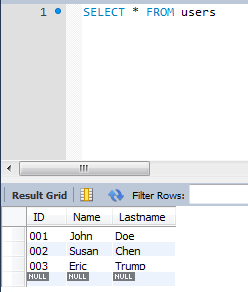 1 SELECT * FROM users
Result Grid Filter Rows:
ID Name Lastname
001 John Doe
002 Susan Chen
003 Eric Trump
NULL NULL NULL